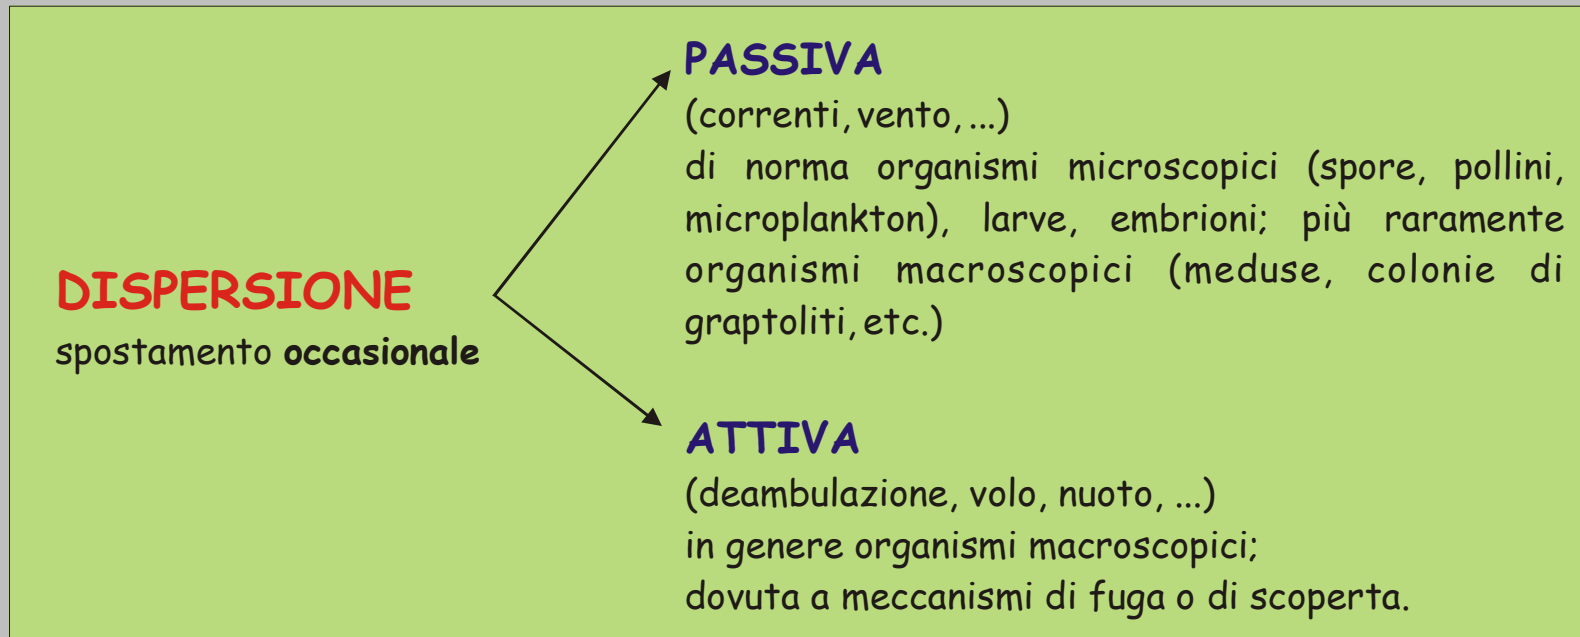 DISPERSIONE
spostamento occasionale
PASSIVA
(correnti, vento, ...)
di norma organismi microscopici (spore, pollini,
microplankton), larve, embrioni; più raramente
organismi macroscopici (meduse, colonie di
graptoliti, etc.)
ATTIVA
(deambulazione, volo, nuoto, ...)
in genere organismi macroscopici;
dovuta a meccanismi di fuga o di scoperta.